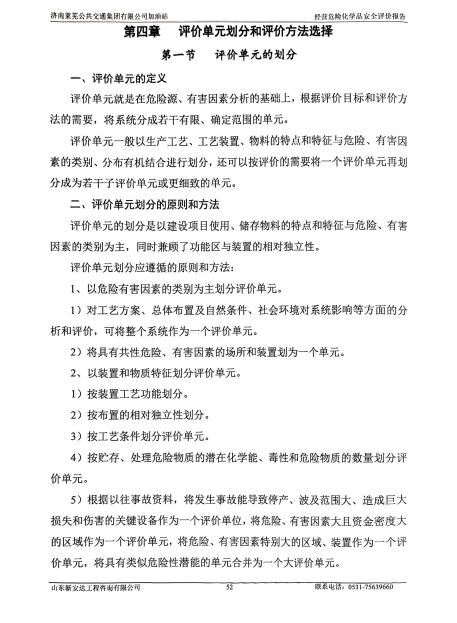 济南莱芜公共交通集团有限公司加油站 经营危险化学品安全评价报告
第四章 评价单元划分和评价方法选择
第一节 评价单元的划分
一、评价单元的定义
评价单元就是在危险源、有害因素分析的基础上，根据评价目标和评价方
法的需要，将系统分成若干有限、确定范围的单元。
评价单元一般以生产工艺、工艺装置、物料的特点和特征与危险、有害因
素的类别、分布有机结合进行划分，还可以按评价的需要将一个评价单元再划
分成为若干子评价单元或更细致的单元。
二、评价单元划分的原则和方法
评价单元的划分是以建设项目使用、储存物料的特点和特征与危险、有害
因素的类别为主，同时兼顾了功能区与装置的相对独立性。
评价单元划分应遵循的原则和方法：
1、以危险有害因素的类别为主划分评价单元。
1）对工艺方案、总体布置及自然条件、社会环境对系统影响等方面的分
析和评价，可将整个系统作为一个评价单元。
2）将具有共性危险、有害因素的场所和装置划为一个单元。
2、以装置和物质特征划分评价单元。
1）按装置工艺功能划分。
2）按布置的相对独立性划分。
3）按工艺条件划分评价单元。
4）按贮存、处理危险物质的潜在化学能、毒性和危险物质的数量划分评
价单元。
5）根据以往事故资料，将发生事故能导致停产、波及范围大、造成巨大
损失和伤害的关键设备作为一个评价单位，将危险、有害因素大且资金密度大
的区域作为一个评价单元，将危险、有害因素特别大的区域、装置作为一个评
价单元，将具有类似危险性潜能的单元合并为一个大评价单元。
山东新安达工程咨询有限公司 52 联系电话：0531-75639660